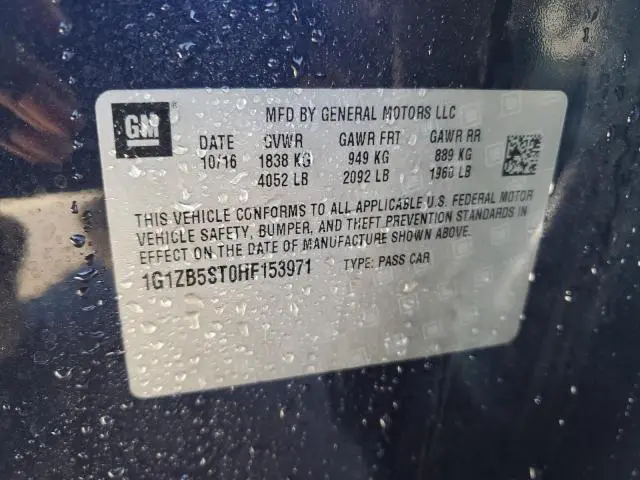 GM
MFD BY GENERAL MOTORS LLC
DATE GVWR GAWR FRT GAWR RR
10/16 1838 KG 949 KG 889 KG
4052 LB 2092 LB 1960 LB
THIS VEHICLE CONFORMS TO ALL APPLICABLE U.S. FEDERAL MOTOR
VEHICLE SAFETY, BUMPER, AND THEFT PREVENTION STANDARDS IN
EFFECT ON THE DATE OF MANUFACTURE SHOWN ABOVE.
1G1ZB5ST0HF153971 TYPE: PASS CAR